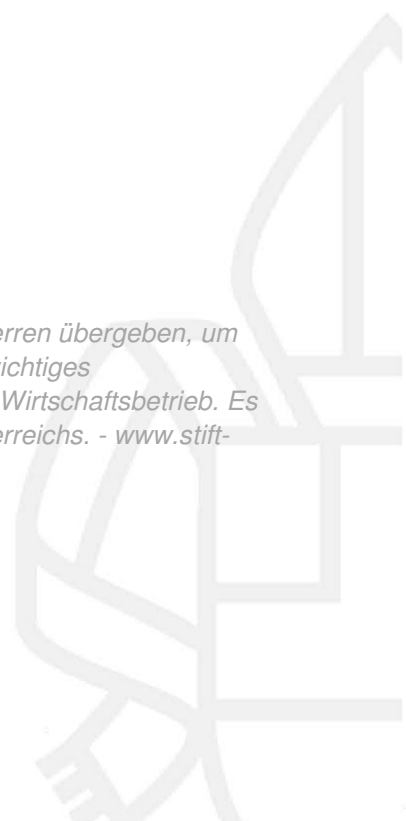 erren übergeben, um
ichtiges
Wirtschaftsbetrieb. Es
erreichs. - www.stift-